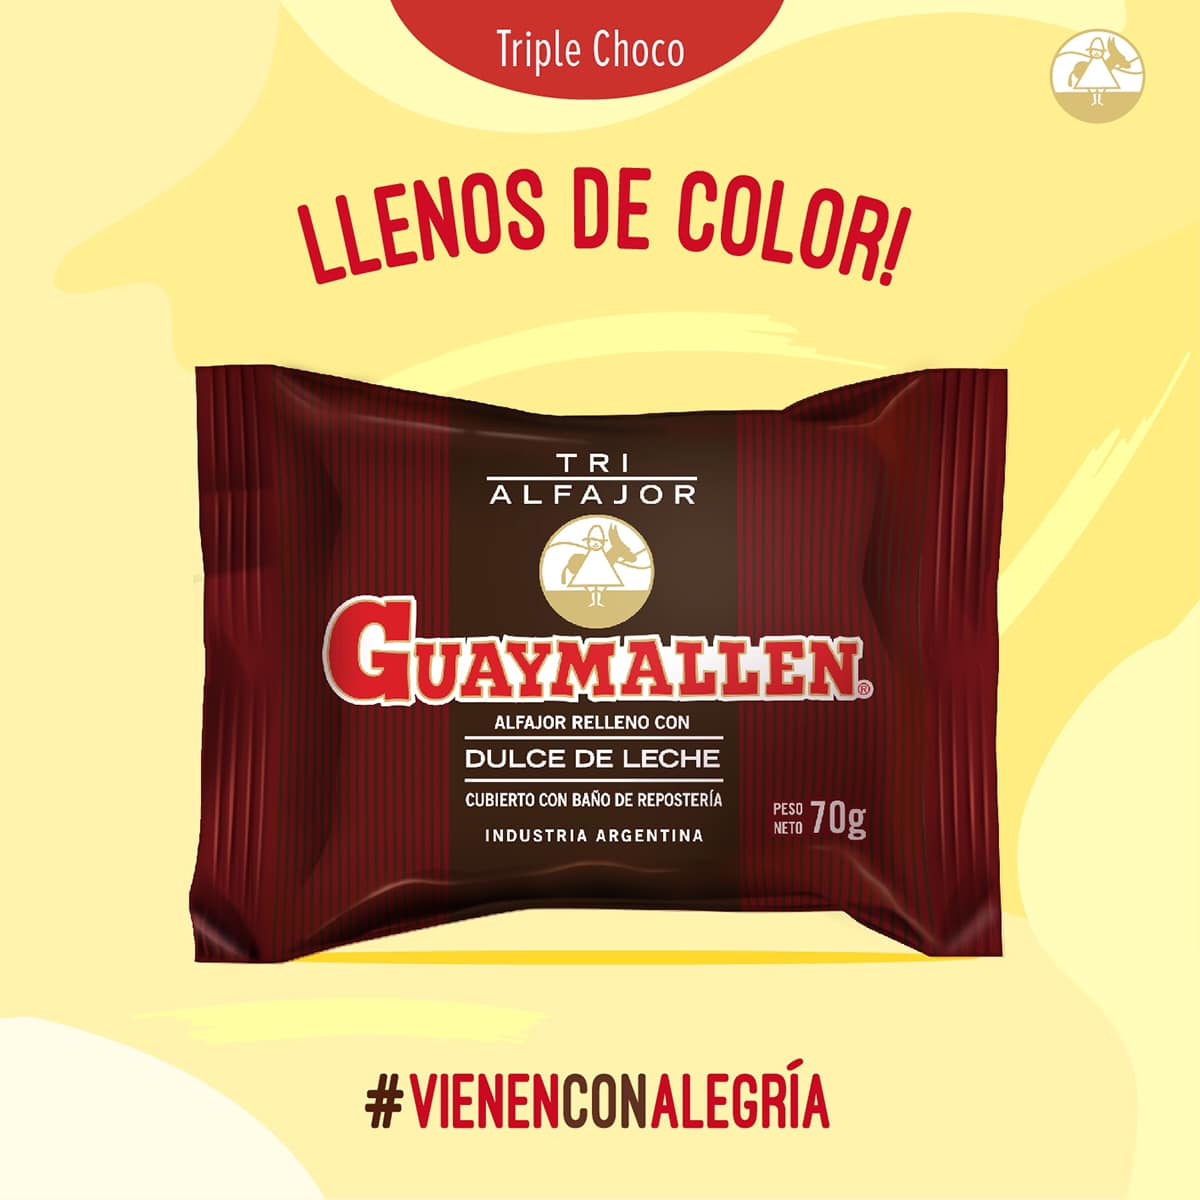 Triple Choco
LLENOS DE COLOR!
TRI
ALFAJOR
GUAYMALLEN®
ALFAJOR RELLENO CON
DULCE DE LECHE
CUBIERTO CON BAÑO DE REPOSTERÍA
INDUSTRIA ARGENTINA
PESO
NETO 70g
#VIENENCONALEGRÍA